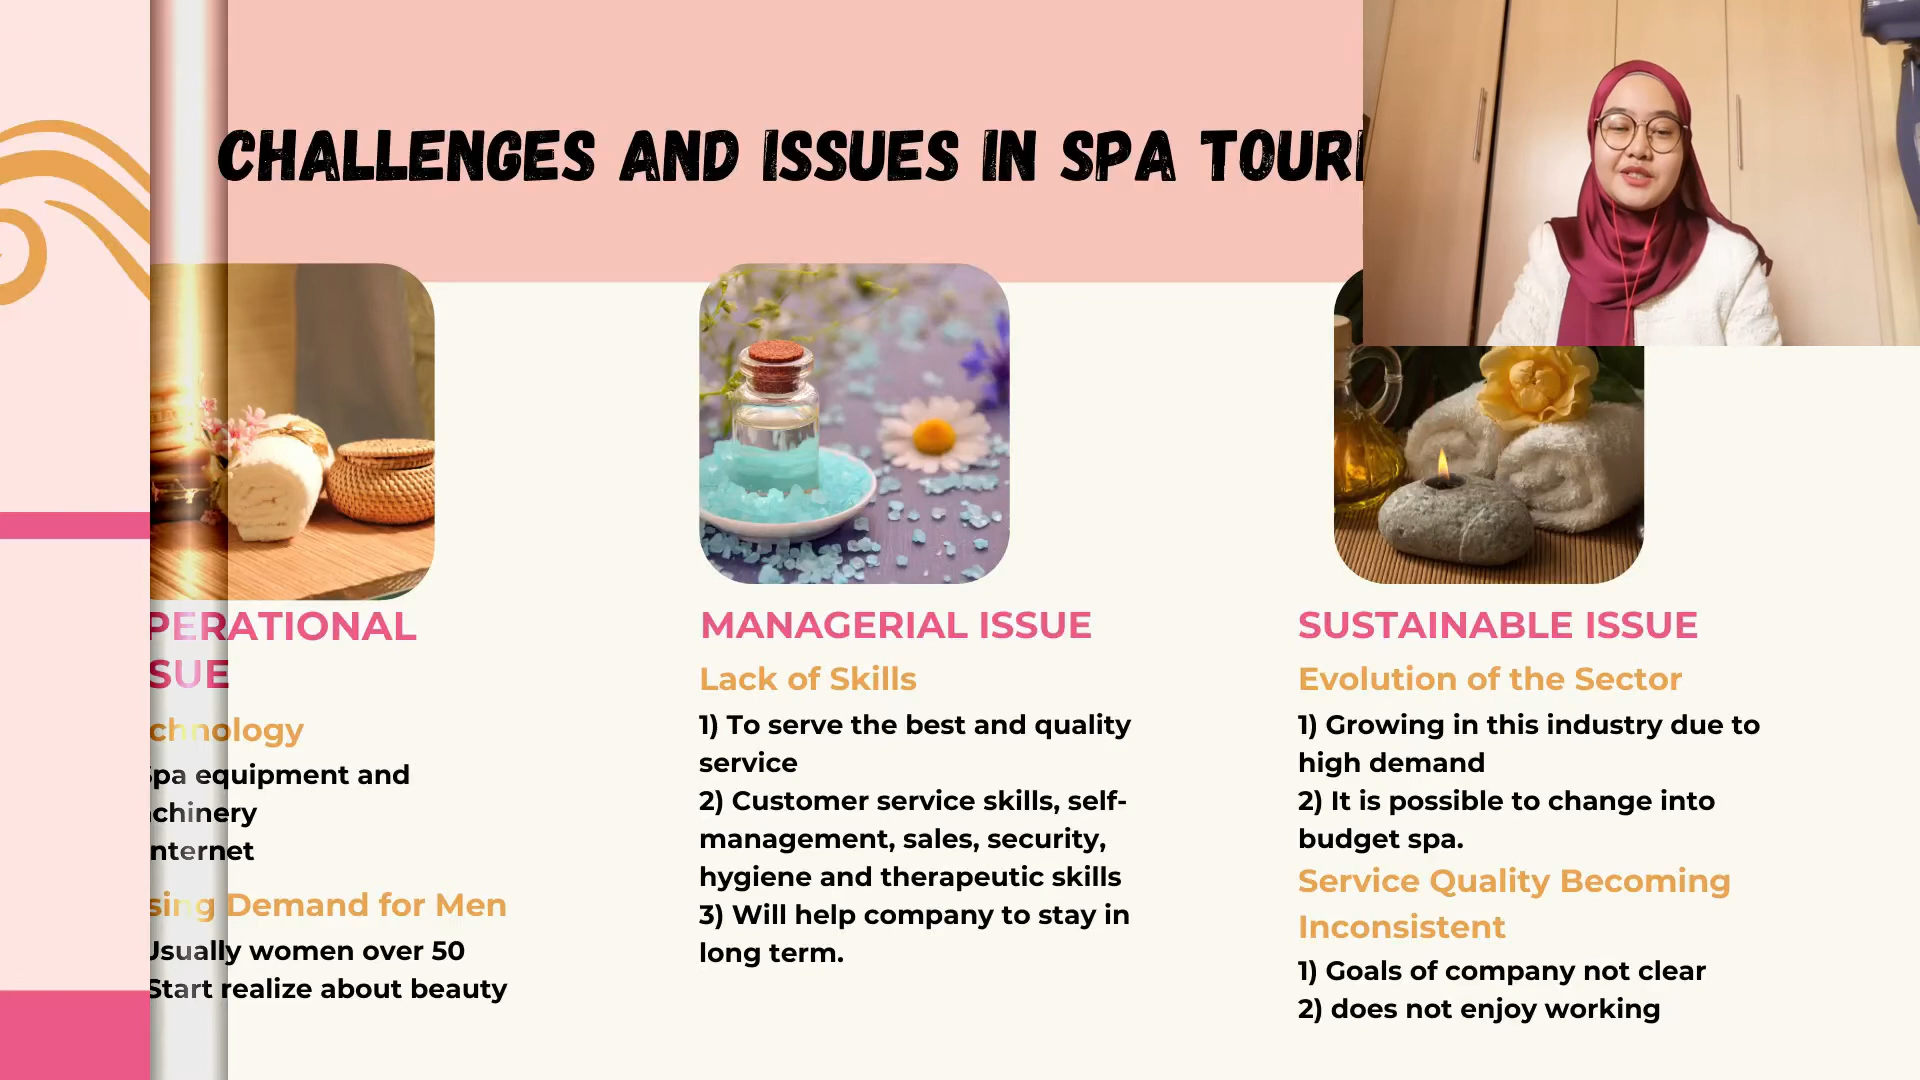 CHALLENGES AND ISSUES IN SPA
PERATIONAL
SUE
chnology
Spa equipment and
chinery
nternet
sing Demand for Men
Usually women over 50
Start realize about beauty
MANAGERIAL ISSUE
Lack of Skills
1) To serve the best and quality
service
2) Customer service skills, self-
management, sales, security,
hygiene and therapeutic skills
3) Will help company to stay in
long term.
SUSTAINABLE ISSUE
Evolution of the Sector
1) Growing in this industry due to
high demand
2) It is possible to change into
budget spa.
Service Quality Becoming
Inconsistent
1) Goals of company not clear
2) does not enjoy working